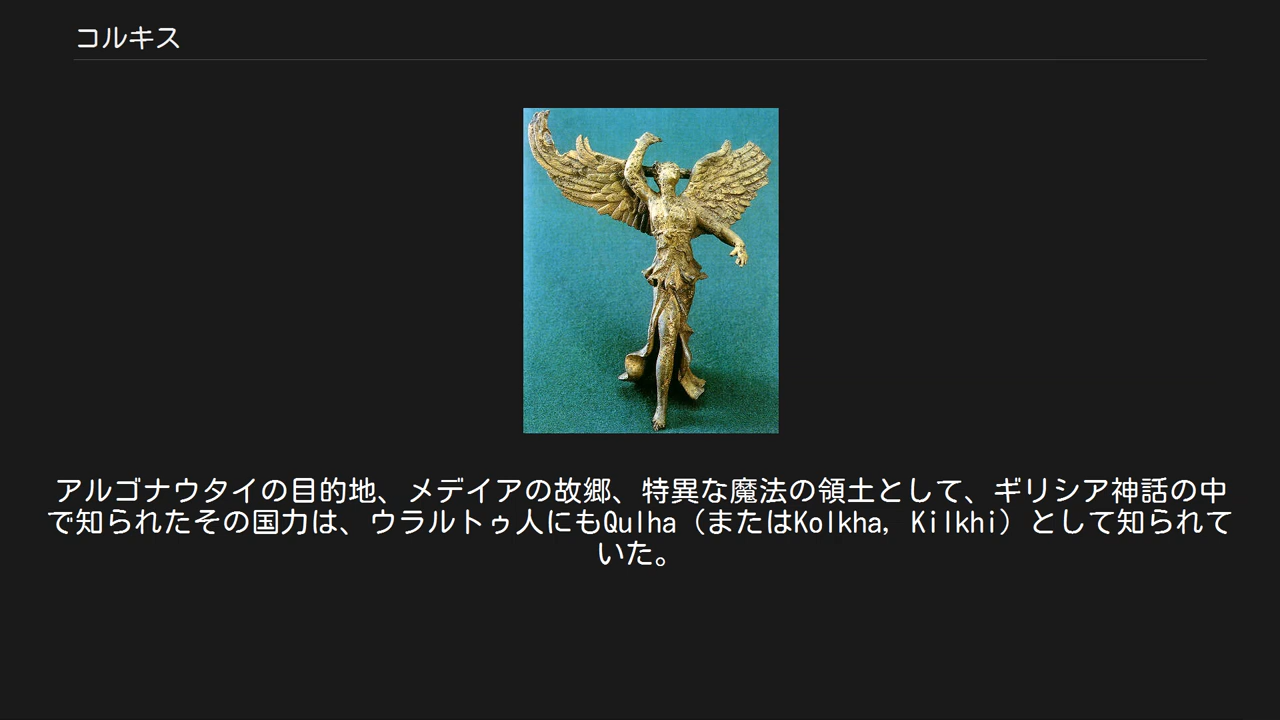 コルキス
アルゴナウタイの目的地、メデイアの故郷、特異な魔法の領土として、ギリシア神話の中
で知られたその国力は、ウラルトゥ人にもQulha（またはKolkha, Kilkhi）として知られて
いた。